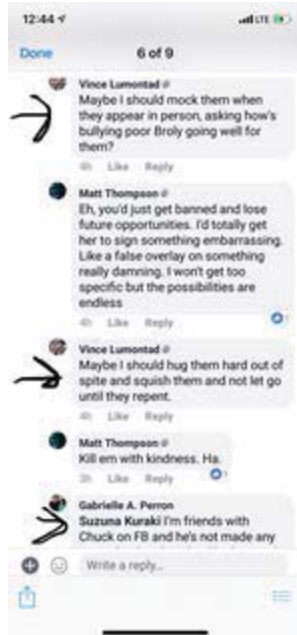 12:44
LTE
Done
6 of 9
Vince Lumontad
Maybe I should mock them when
they appear in person, asking how's
bullying poor Broly going well for
them?
4h Like Reply
Matt Thompson
Eh, you'd just get banned and lose
future opportunities. I'd totally get
her to sign something embarrassing.
Like a false overlay on something
really damning. I won't get too
specific but the possibilities are
endless
4h Like Reply
1
Vince Lumontad
Maybe I should hug them hard out of
spite and squish them and not let go
until they repent.
4h Like Reply
Matt Thompson
Kill em with kindness. Ha.
3h Like Reply
1
Gabrielle A. Perron
Suzuna Kuraki I'm friends with
Chuck on FB and he's not made any
Write a reply...